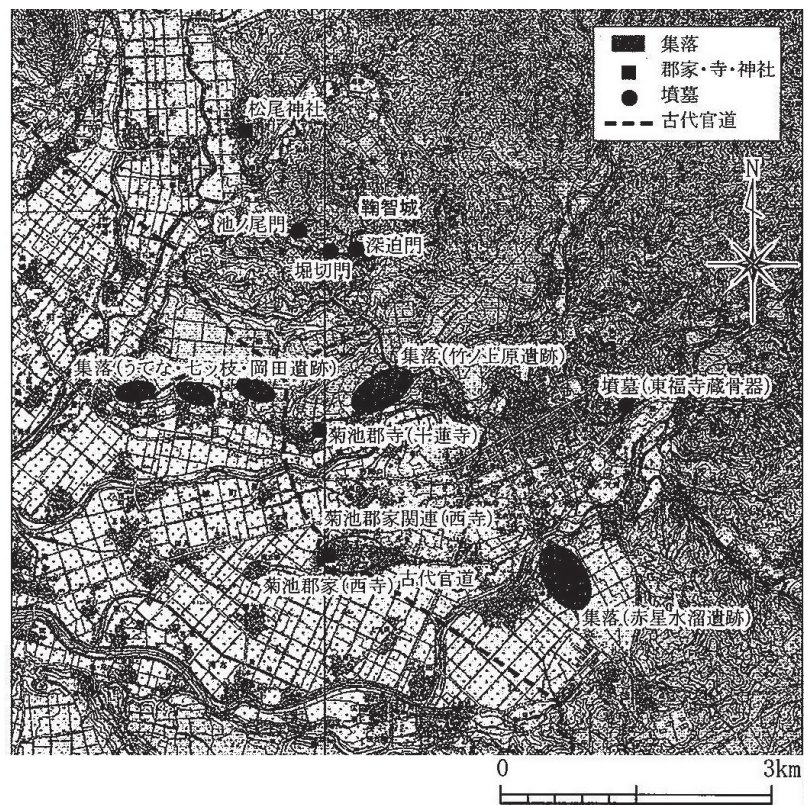 集落
郡家・寺・神社
墳墓
古代官道
N
松尾神社
鞠智城
池ノ尾門
深迫門
堀切門
集落(うてな・七ツ枝・岡田遺跡)
集落(竹ノ上原遺跡)
墳墓(東福寺蔵骨器)
菊池郡寺(十蓮寺)
菊池郡家関連(西寺)
菊池郡家(西寺)
古代官道
集落(赤星水溜遺跡)
0
3km